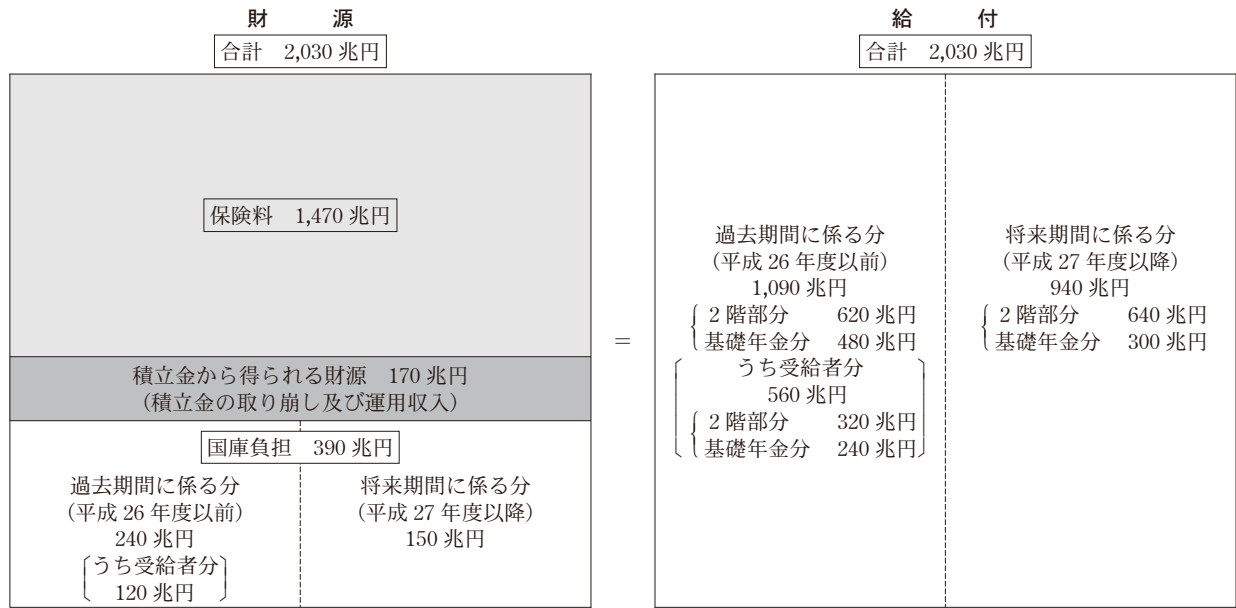 財　源
合計　2,030 兆円
保険料　1,470 兆円
積立金から得られる財源　170 兆円
（積立金の取り崩し及び運用収入）
国庫負担　390 兆円
過去期間に係る分
（平成 26 年度以前）
240 兆円
うち受給者分
120 兆円
将来期間に係る分
（平成 27 年度以降）
150 兆円
＝
給　付
合計　2,030 兆円
過去期間に係る分
（平成 26 年度以前）
1,090 兆円
2 階部分　620 兆円
基礎年金分　480 兆円
うち受給者分
560 兆円
2 階部分　320 兆円
基礎年金分　240 兆円
将来期間に係る分
（平成 27 年度以降）
940 兆円
2 階部分　640 兆円
基礎年金分　300 兆円